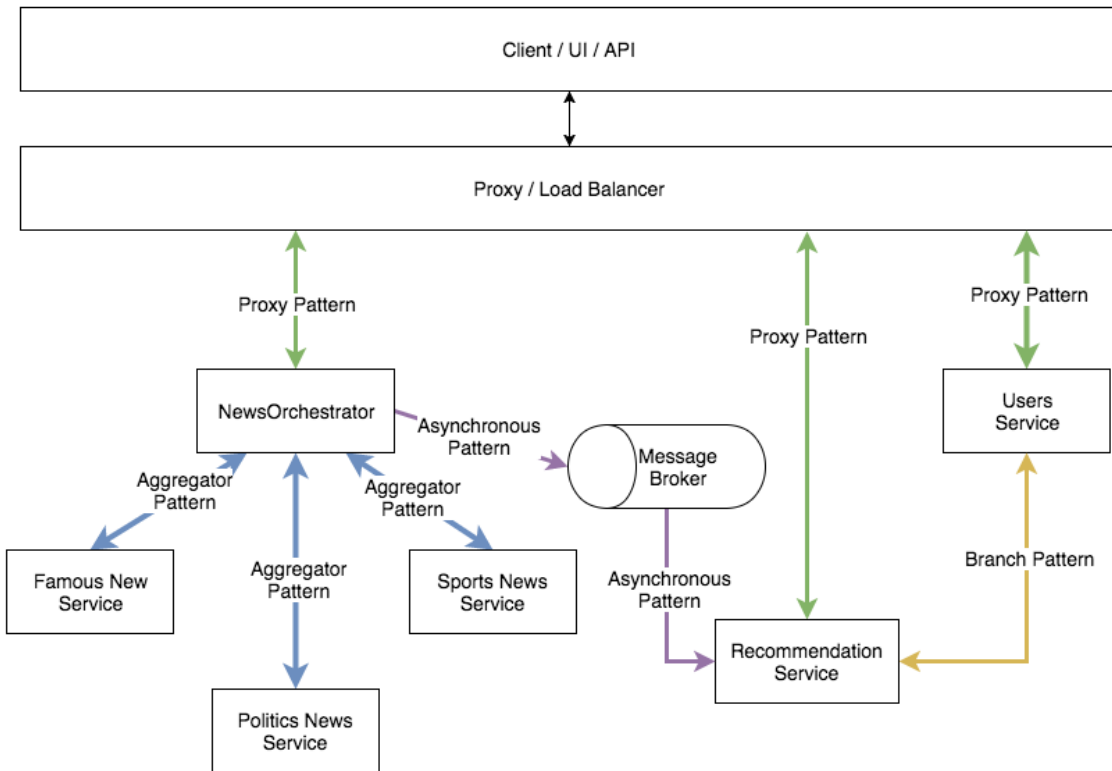 Client / UI / API
Proxy / Load Balancer
Proxy Pattern
Proxy Pattern
Proxy Pattern
NewsOrchestrator
Asynchronous
Pattern
Message
Broker
Users
Service
Aggregator
Pattern
Aggregator
Pattern
Aggregator
Pattern
Famous New
Service
Sports News
Service
Asynchronous
Pattern
Branch Pattern
Recommendation
Service
Politics News
Service